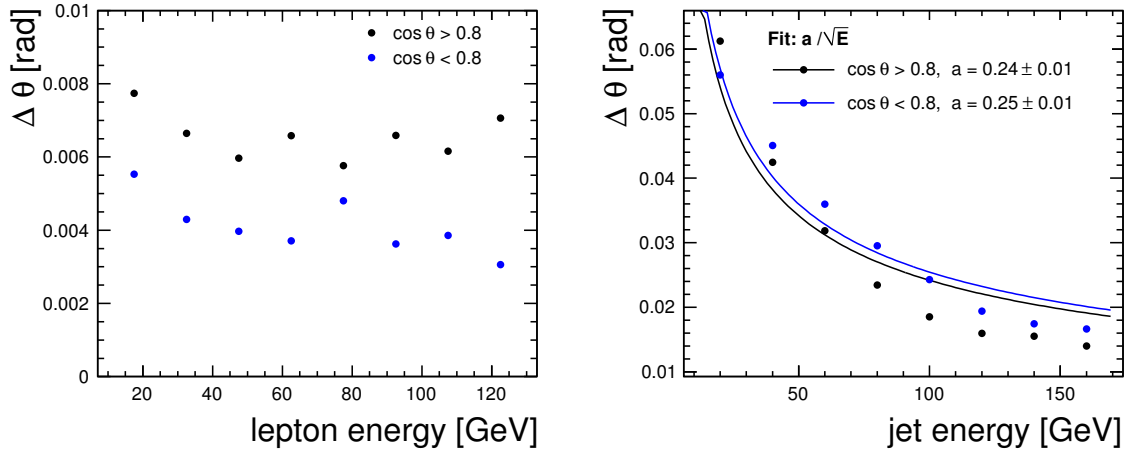 Δ θ [rad]
0.01
0.008
0.006
0.004
0.002
0
cos θ > 0.8
cos θ < 0.8
20 40 60 80 100 120
lepton energy [GeV]
Δ θ [rad]
0.06
0.05
0.04
0.03
0.02
0.01
Fit: a /√E
cos θ > 0.8, a = 0.24 ± 0.01
cos θ < 0.8, a = 0.25 ± 0.01
50 100 150
jet energy [GeV]